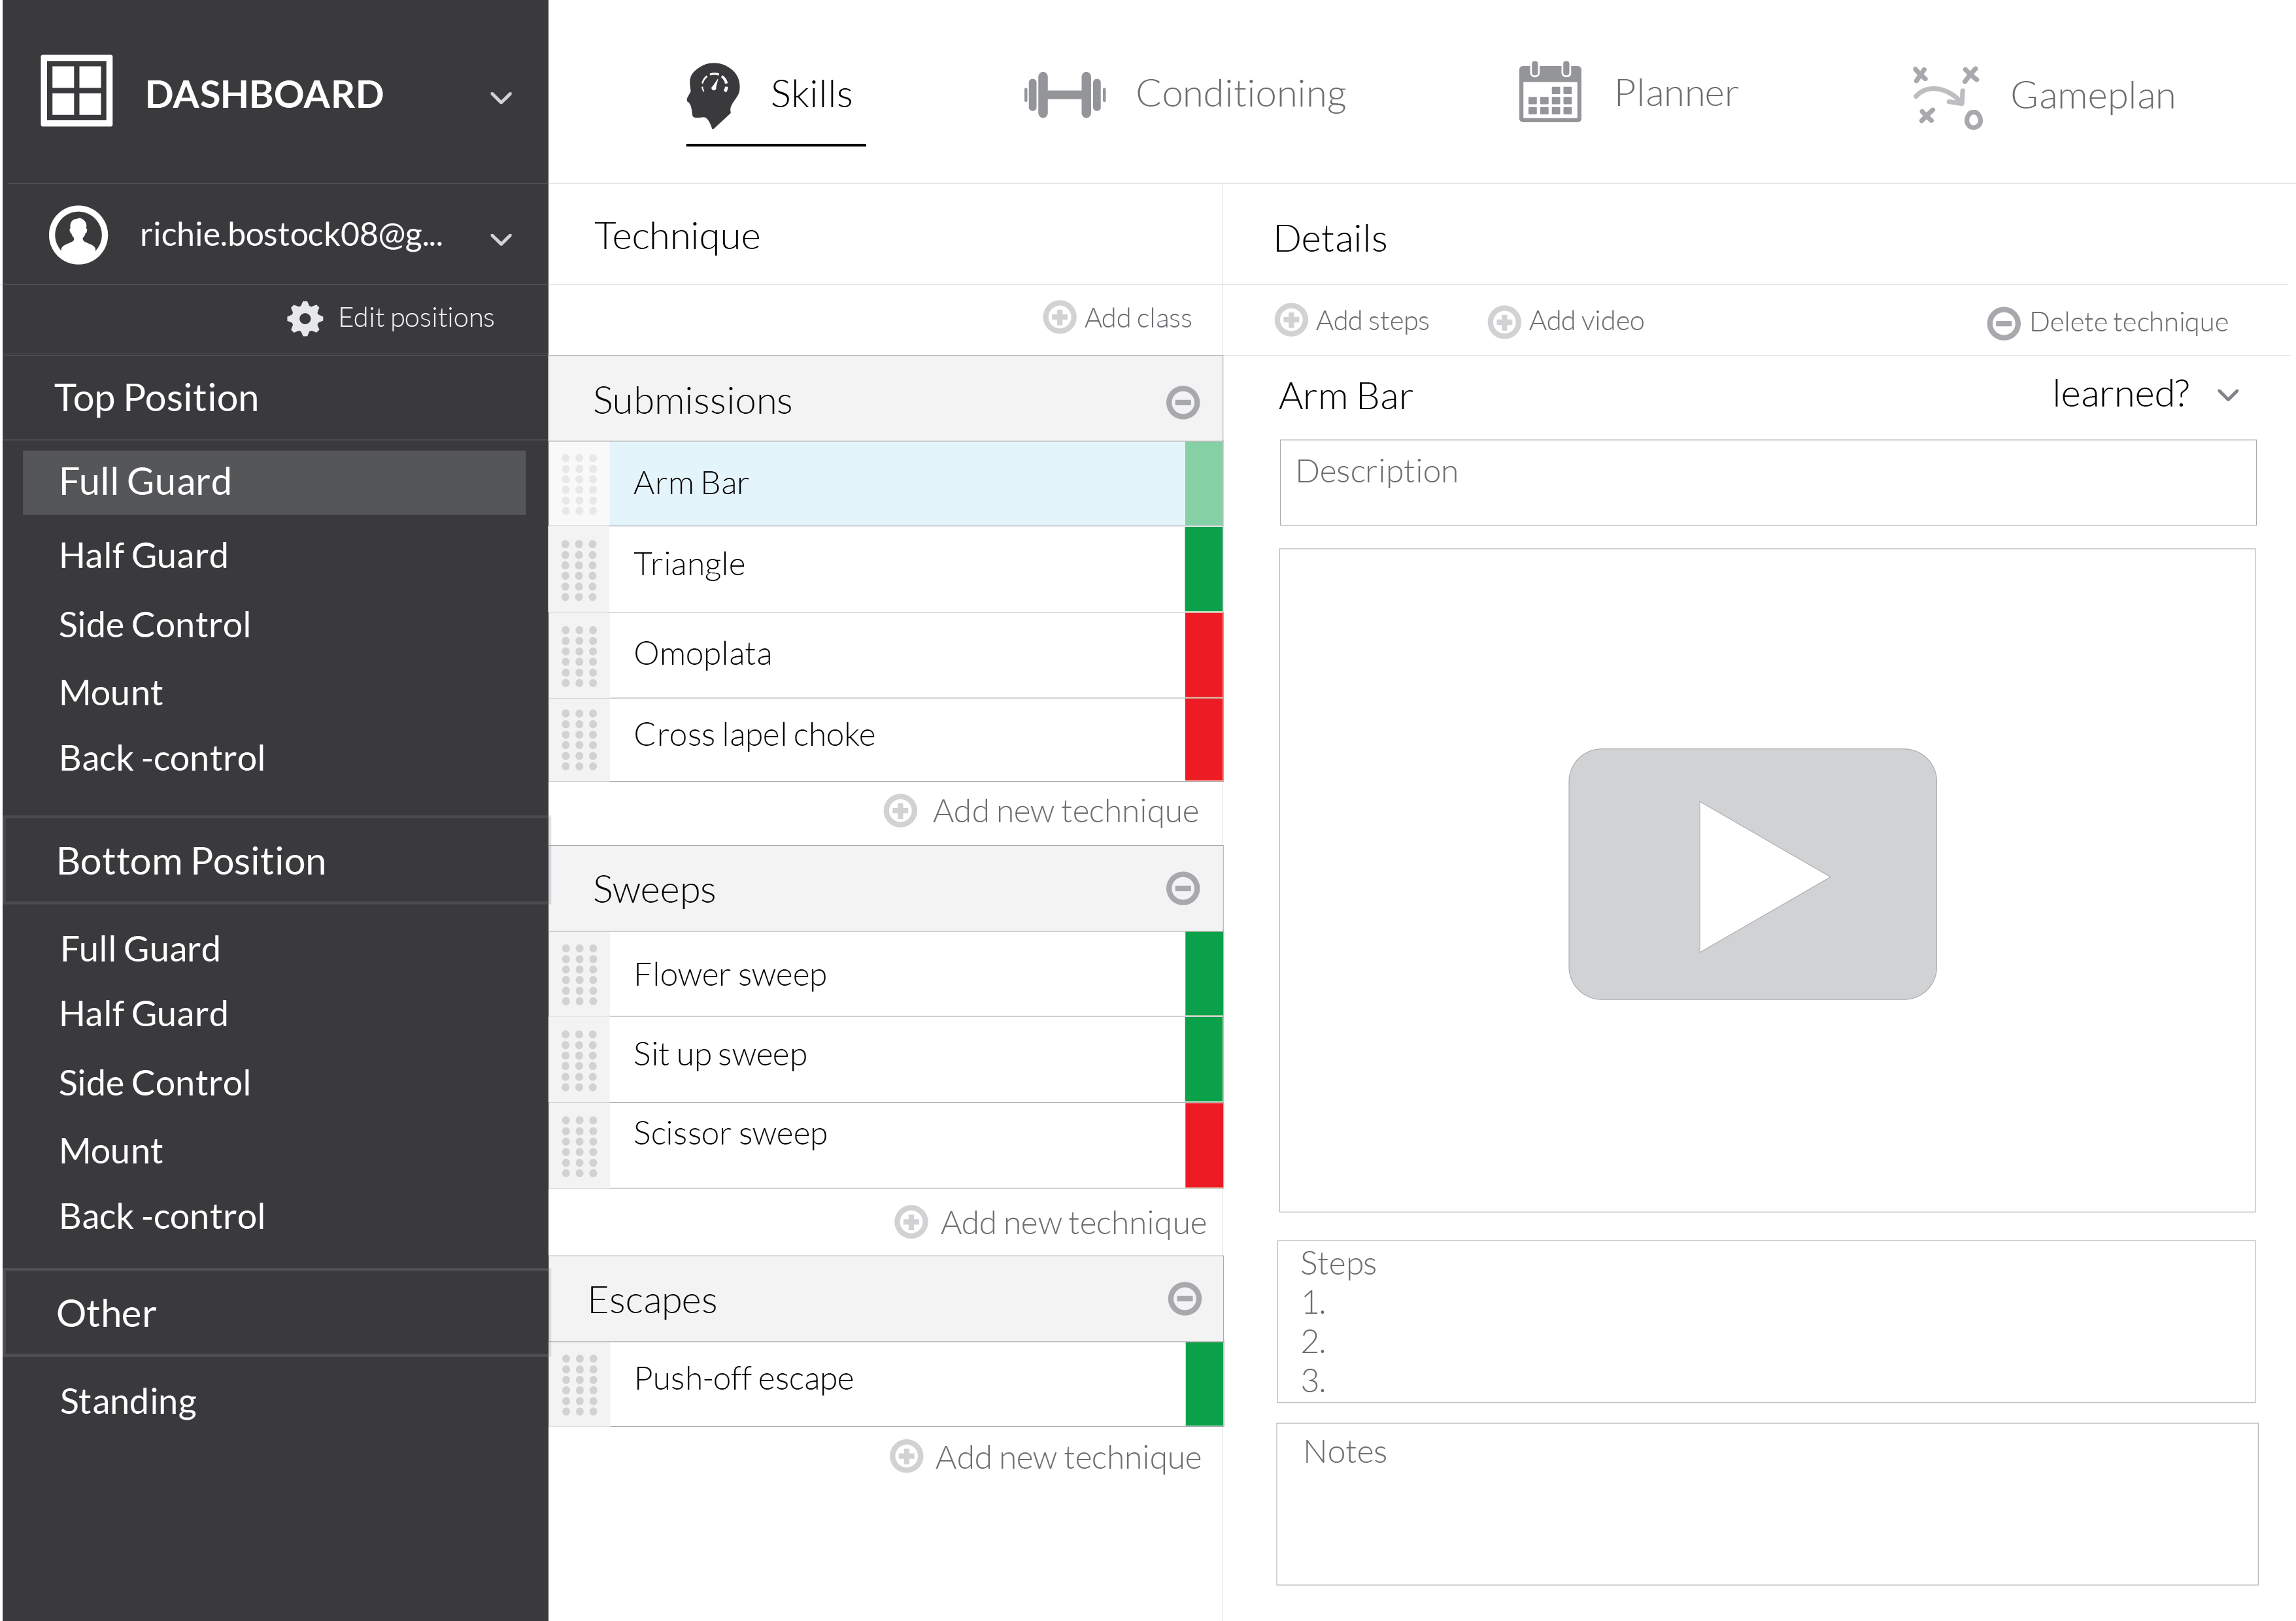 DASHBOARD
Skills
Conditioning
Planner
Gameplan
richie.bostock08@g...
Edit positions
Top Position
Full Guard
Half Guard
Side Control
Mount
Back -control
Bottom Position
Full Guard
Half Guard
Side Control
Mount
Back -control
Other
Standing
Technique
Add class
Submissions
Arm Bar
Triangle
Omoplata
Cross lapel choke
Add new technique
Sweeps
Flower sweep
Sit up sweep
Scissor sweep
Add new technique
Escapes
Push-off escape
Add new technique
Details
Add steps
Add video
Delete technique
Arm Bar
learned?
Description
Steps
1.
2.
3.
Notes